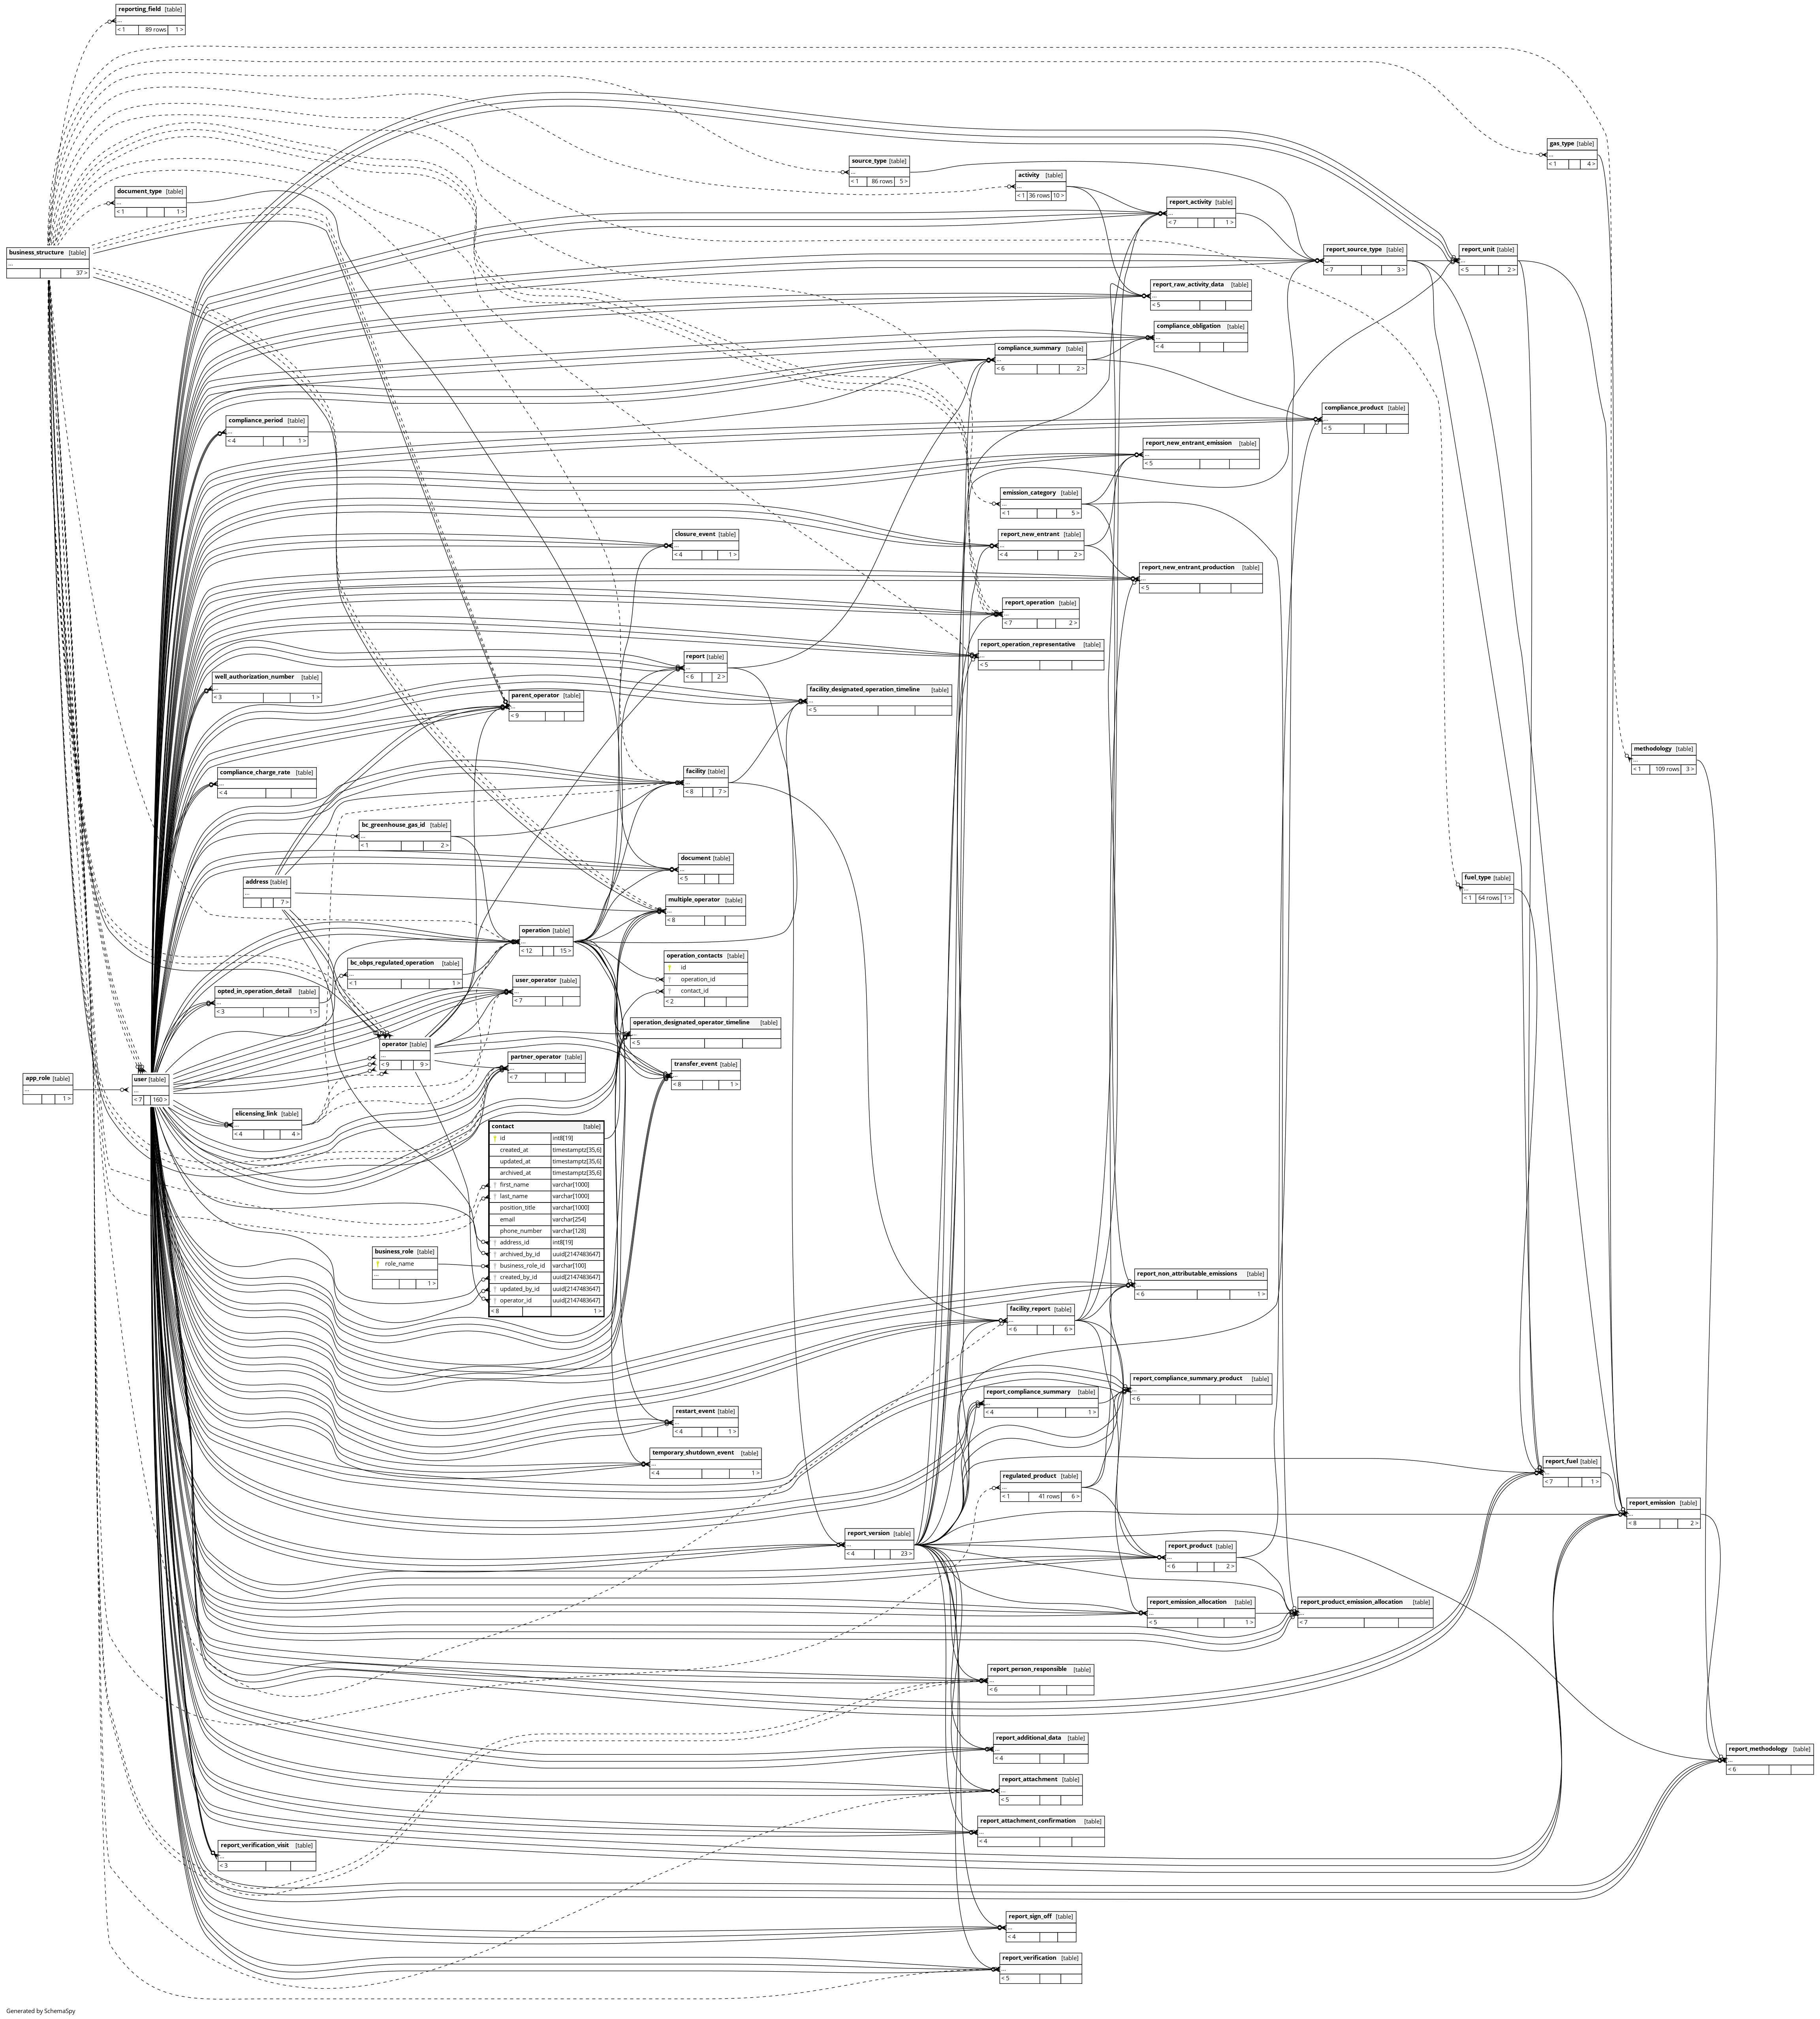 reporting_field [table]
...
< 1 89 rows 1 >
gas_type [table]
...
< 1 4 >
source_type [table]
...
< 1 86 rows 5 >
activity [table]
...
< 1 36 rows 10 >
document_type [table]
...
< 1 1 >
report_activity [table]
...
< 7 1 >
business_structure [table]
...
37 >
report_source_type [table]
...
< 7 3 >
report_unit [table]
...
< 5 2 >
report_raw_activity_data [table]
...
< 5
compliance_obligation [table]
...
< 4
compliance_summary [table]
...
< 6 2 >
compliance_product [table]
...
< 5
compliance_period [table]
...
< 4 1 >
report_new_entrant_emission [table]
...
< 5
emission_category [table]
...
< 1 5 >
closure_event [table]
...
< 4 1 >
report_new_entrant [table]
...
< 4 2 >
report_new_entrant_production [table]
...
< 5
report_operation [table]
...
< 7 2 >
report_operation_representative [table]
...
< 5
report [table]
...
< 6 2 >
well_authorization_number [table]
...
< 3 1 >
facility_designated_operation_timeline [table]
...
< 5
parent_operator [table]
...
< 9
methodology [table]
...
< 1 109 rows 3 >
compliance_charge_rate [table]
...
< 4
facility [table]
...
< 8 7 >
bc_greenhouse_gas_id [table]
...
< 1 2 >
document [table]
...
< 5
address [table]
...
7 >
fuel_type [table]
...
< 1 64 rows 1 >
multiple_operator [table]
...
< 8
operation [table]
...
< 12 15 >
operation_contacts [table]
id
operation_id
contact_id
< 2
bc_obps_regulated_operation [table]
...
< 1 1 >
user_operator [table]
...
< 7
opted_in_operation_detail [table]
...
< 3 1 >
operation_designated_operator_timeline [table]
...
< 5
operator [table]
...
< 9 9 >
partner_operator [table]
...
< 7
transfer_event [table]
...
< 8 1 >
app_role [table]
...
1 >
user [table]
...
< 7 160 >
elicensing_link [table]
...
< 4 4 >
contact [table]
id int8[19]
created_at timestamptz[35,6]
updated_at timestamptz[35,6]
archived_at timestamptz[35,6]
first_name varchar[1000]
last_name varchar[1000]
position_title varchar[1000]
email varchar[254]
phone_number varchar[128]
address_id int8[19]
archived_by_id uuid[2147483647]
business_role_id varchar[100]
created_by_id uuid[2147483647]
updated_by_id uuid[2147483647]
operator_id uuid[2147483647]
< 8 1 >
business_role [table]
role_name
...
1 >
report_non_attributable_emissions [table]
...
< 6 1 >
facility_report [table]
...
< 6 6 >
report_compliance_summary_product [table]
...
< 6
report_compliance_summary [table]
...
< 4 1 >
restart_event [table]
...
< 4 1 >
temporary_shutdown_event [table]
...
< 4 1 >
report_fuel [table]
...
< 7 1 >
regulated_product [table]
...
< 1 41 rows 6 >
report_emission [table]
...
< 8 2 >
report_version [table]
...
< 4 23 >
report_product [table]
...
< 6 2 >
report_emission_allocation [table]
...
< 5 1 >
report_product_emission_allocation [table]
...
< 7
report_person_responsible [table]
...
< 6
report_additional_data [table]
...
< 4
report_methodology [table]
...
< 6
report_attachment [table]
...
< 5
report_attachment_confirmation [table]
...
< 4
report_verification_visit [table]
...
< 3
report_sign_off [table]
...
< 4
report_verification [table]
...
< 5
Generated by SchemaSpy